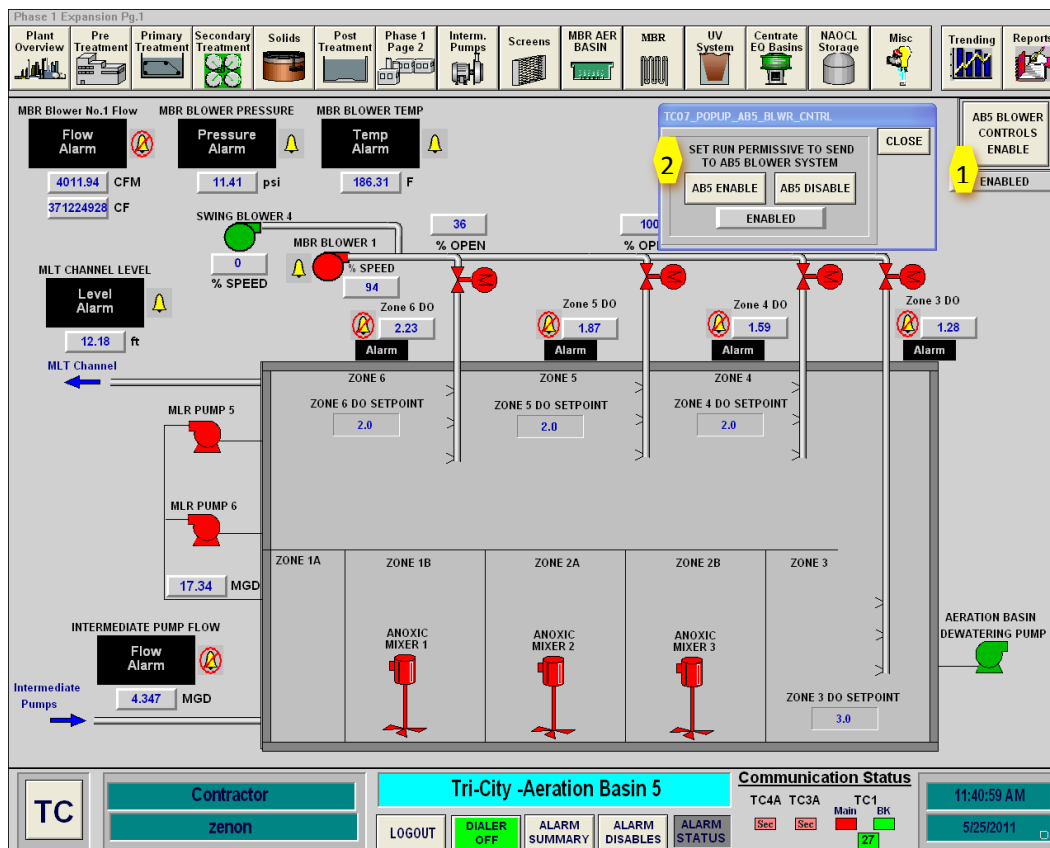 Phase 1 Expansion Pg.1
Plant Overview
Pre Treatment
Primary Treatment
Secondary Treatment
Solids
Post Treatment
Phase 1 Page 2
Interm. Pumps
Screens
MBR AER BASIN
MBR
UV System
Centrate EQ Basins
NAOCL Storage
Misc
Trending
Reports
MBR Blower No.1 Flow
MBR BLOWER PRESSURE
MBR BLOWER TEMP
Flow Alarm
Pressure Alarm
Temp Alarm
4011.94 CFM
11.41 psi
186.31 F
371224928 CF
TC07_POPUP_AB5_BLWR_CNTRL
CLOSE
2
SET RUN PERMISSIVE TO SEND
TO AB5 BLOWER SYSTEM
AB5 ENABLE
AB5 DISABLE
ENABLED
AB5 BLOWER
CONTROLS
ENABLE
1
ENABLED
SWING BLOWER 4
0
% SPEED
MBR BLOWER 1
% SPEED
94
36
% OPEN
100
% OPE
M
M
M
M
MLT CHANNEL LEVEL
Level Alarm
12.18 ft
MLT Channel
Zone 6 DO
2.23
Alarm
Zone 5 DO
1.87
Alarm
Zone 4 DO
1.59
Alarm
Zone 3 DO
1.28
Alarm
ZONE 6
ZONE 5
ZONE 4
ZONE 6 DO SETPOINT
2.0
ZONE 5 DO SETPOINT
2.0
ZONE 4 DO SETPOINT
2.0
MLR PUMP 5
MLR PUMP 6
17.34 MGD
ZONE 1A
ZONE 1B
ZONE 2A
ZONE 2B
ZONE 3
ANOXIC
MIXER 1
ANOXIC
MIXER 2
ANOXIC
MIXER 3
ZONE 3 DO SETPOINT
3.0
AERATION BASIN
DEWATERING PUMP
INTERMEDIATE PUMP FLOW
Flow Alarm
4.347 MGD
Intermediate
Pumps
TC
Contractor
zenon
Tri-City -Aeration Basin 5
LOGOUT
DIALER OFF
ALARM SUMMARY
ALARM DISABLES
ALARM STATUS
Communication Status
TC4A TC3A TC1
Main BK
Sec Sec
27
11:40:59 AM
5/25/2011